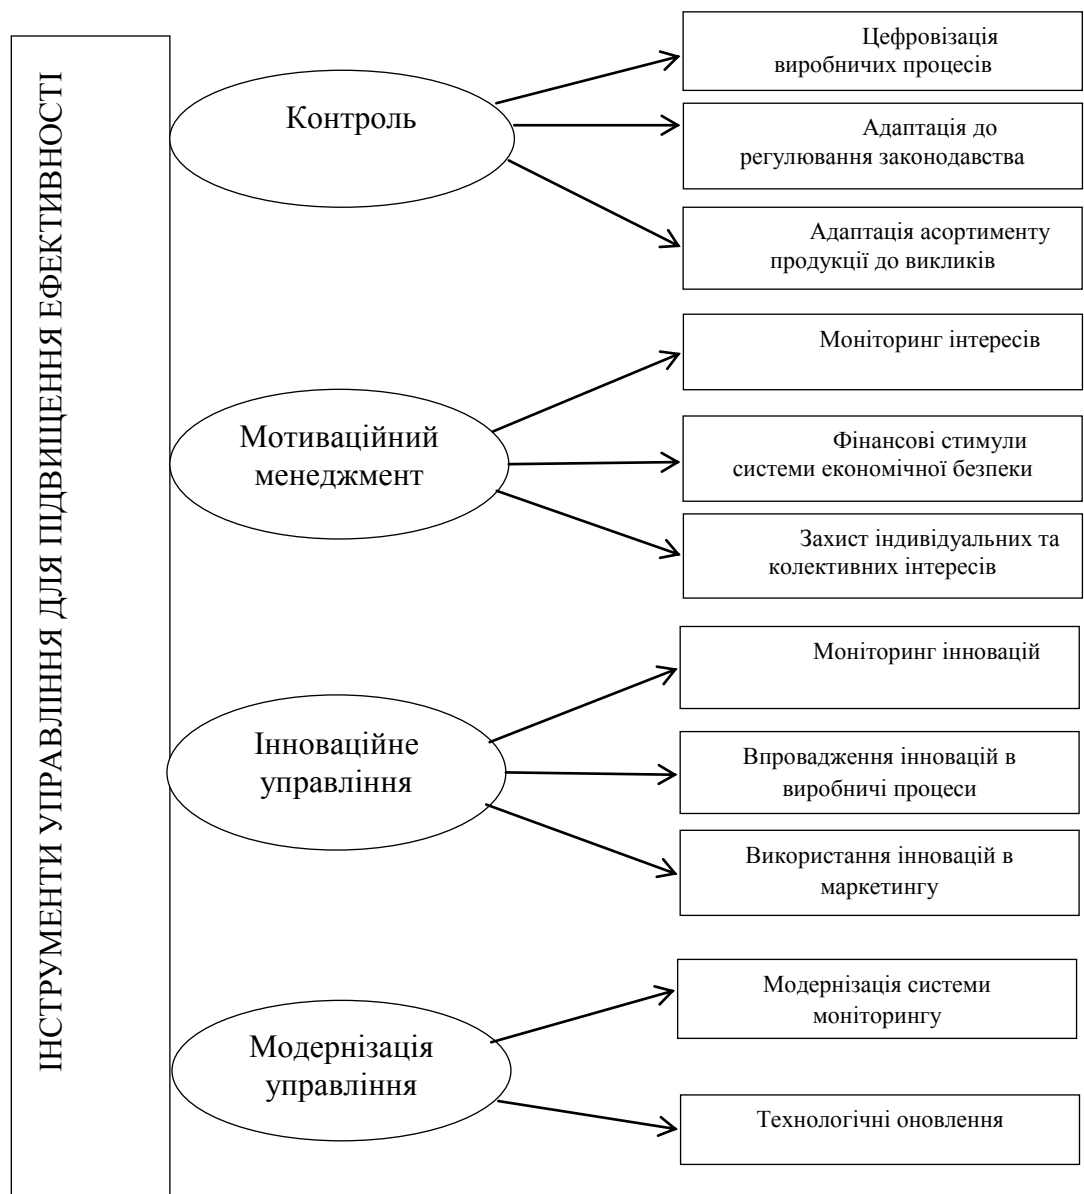 ІНСТРУМЕНТИ УПРАВЛІННЯ ДЛЯ ПІДВИЩЕННЯ ЕФЕКТИВНОСТІ
Контроль
Цефровізація
виробничих процесів
Адаптація до
регулювання законодавства
Адаптація асортименту
продукції до викликів
Мотиваційний
менеджмент
Моніторинг інтересів
Фінансові стимули
системи економічної безпеки
Захист індивідуальних та
колективних інтересів
Інноваційне
управління
Моніторинг інновацій
Впровадження інновацій в
виробничі процеси
Використання інновацій в
маркетингу
Модернізація
управління
Модернізація системи
моніторингу
Технологічні оновлення